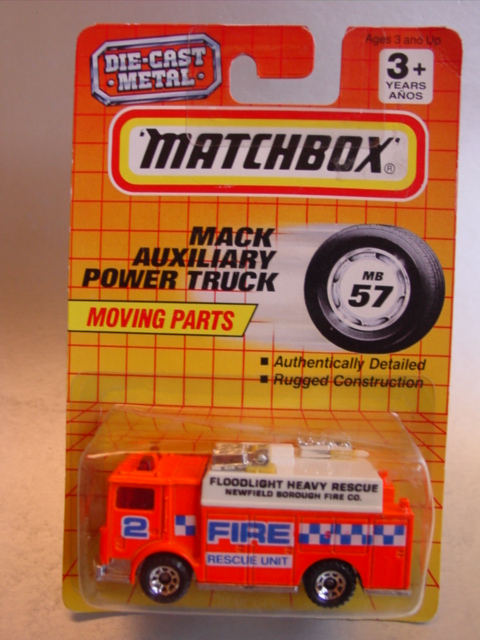 DIE-CAST
METAL
Ages 3 and Up
3+
YEARS
AÑOS
"MATCHBOX"®
MACK
AUXILIARY
POWER TRUCK
MB
57
MOVING PARTS
■ Authentically Detailed
■ Rugged Construction
FLOODLIGHT HEAVY RESCUE
NEWFIELD BOROUGH FIRE CO.
2
FIRE
RESCUE UNIT